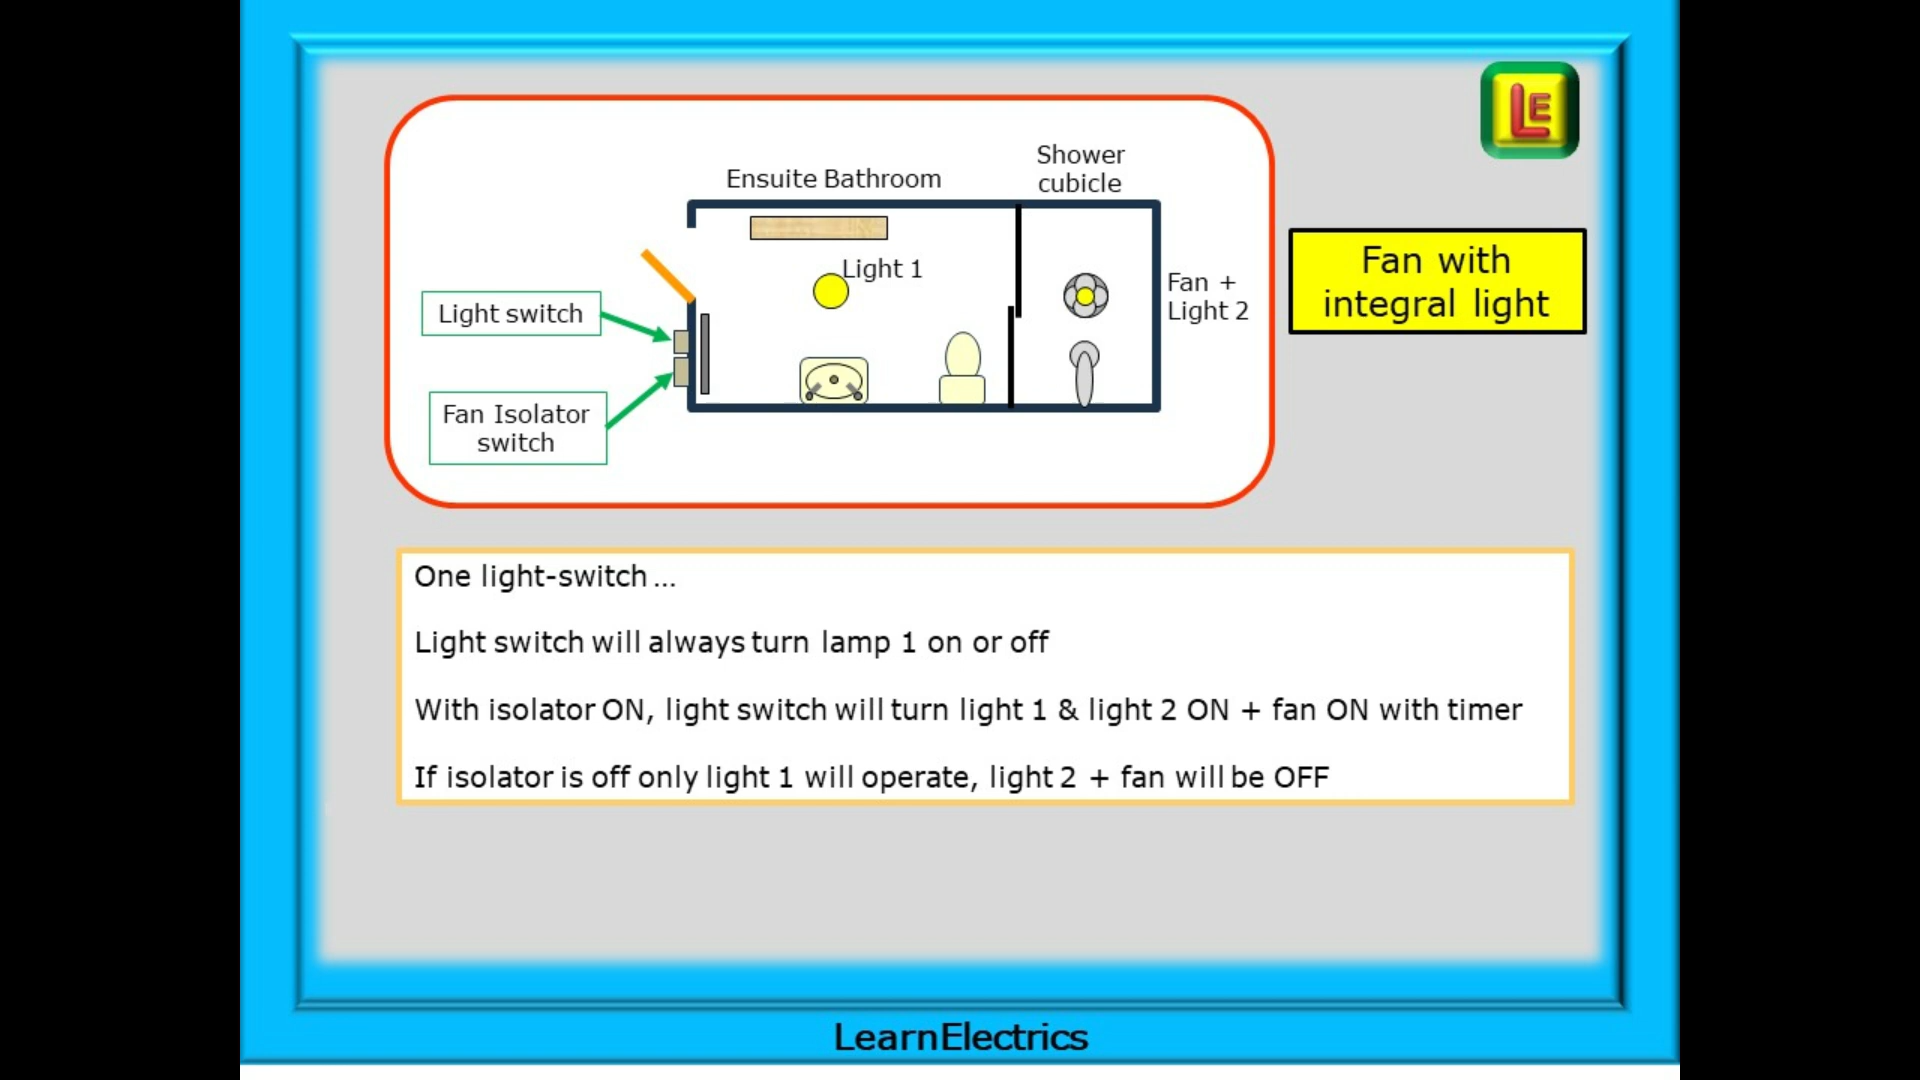 LE
Shower
cubicle
Ensuite Bathroom
Light 1
Fan +
Light 2
Light switch
Fan Isolator
switch
Fan with
integral light
One light-switch ...
Light switch will always turn lamp 1 on or off
With isolator ON, light switch will turn light 1 & light 2 ON + fan ON with timer
If isolator is off only light 1 will operate, light 2 + fan will be OFF
LearnElectrics